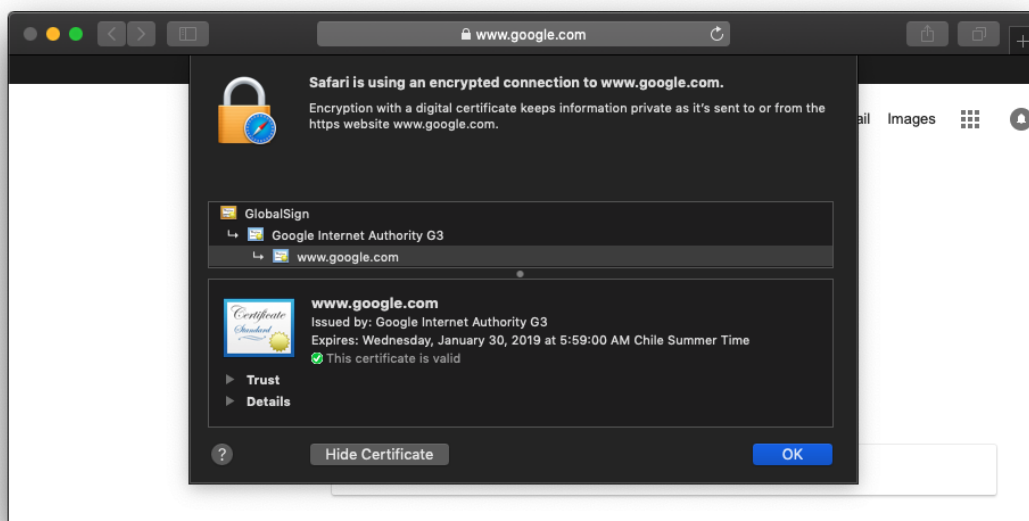 www.google.com
Safari is using an encrypted connection to www.google.com.
Encryption with a digital certificate keeps information private as it's sent to or from the
https website www.google.com.
ail Images
GlobalSign
Google Internet Authority G3
www.google.com
Certificate
Standard
www.google.com
Issued by: Google Internet Authority G3
Expires: Wednesday, January 30, 2019 at 5:59:00 AM Chile Summer Time
This certificate is valid
Trust
Details
?
Hide Certificate
OK